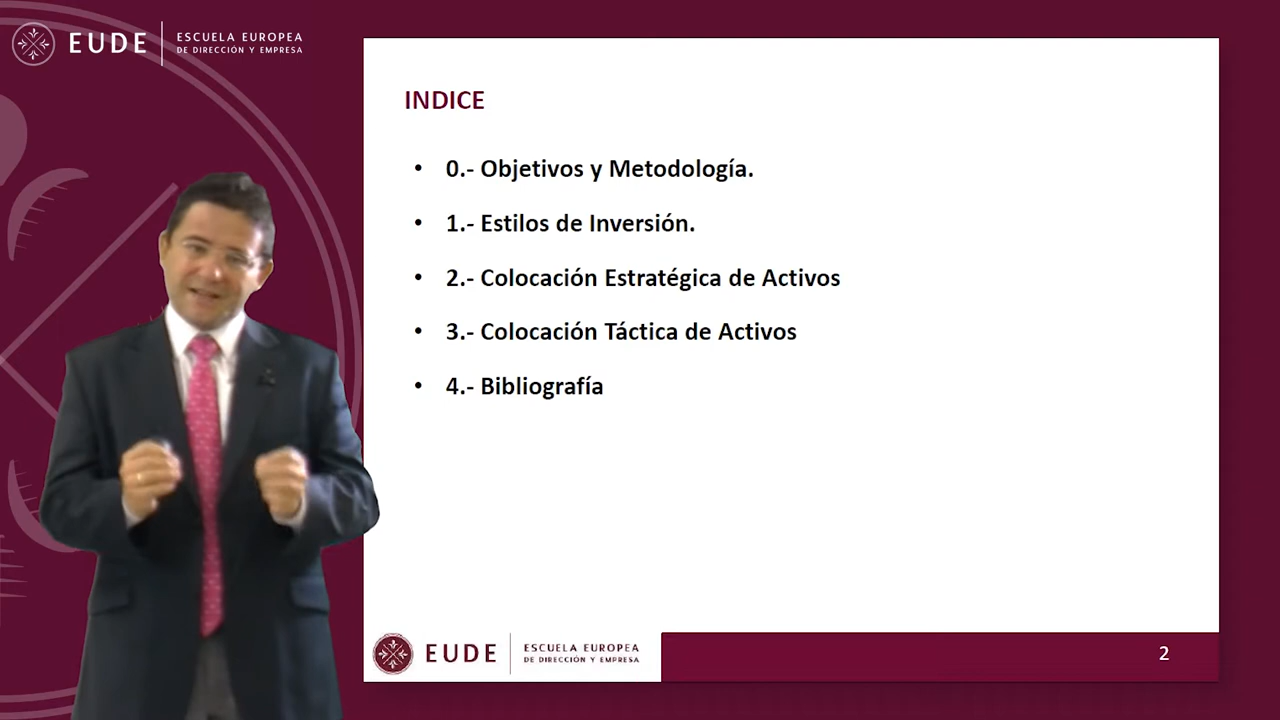 EUDE
ESCUELA EUROPEA
DE DIRECCIÓN Y EMPRESA
INDICE
• 0.- Objetivos y Metodología.
• 1.- Estilos de Inversión.
• 2.- Colocación Estratégica de Activos
• 3.- Colocación Táctica de Activos
• 4.- Bibliografía
EUDE
ESCUELA EUROPEA
DE DIRECCIÓN Y EMPRESA
2